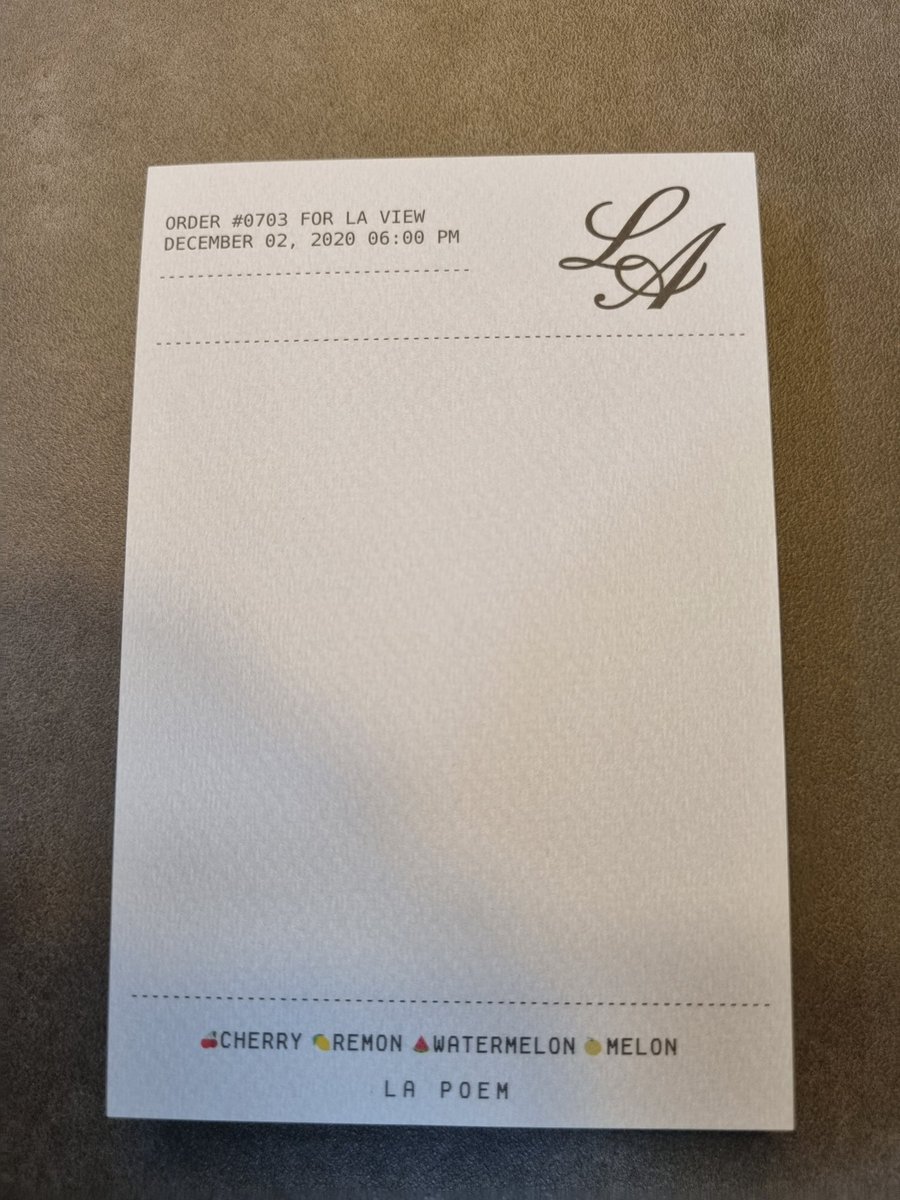 ORDER #0703 FOR LA VIEW
DECEMBER 02, 2020 06:00 PM
LA
🍒CHERRY 🍋REMON 🍉WATERMELON 🍈MELON
LA POEM